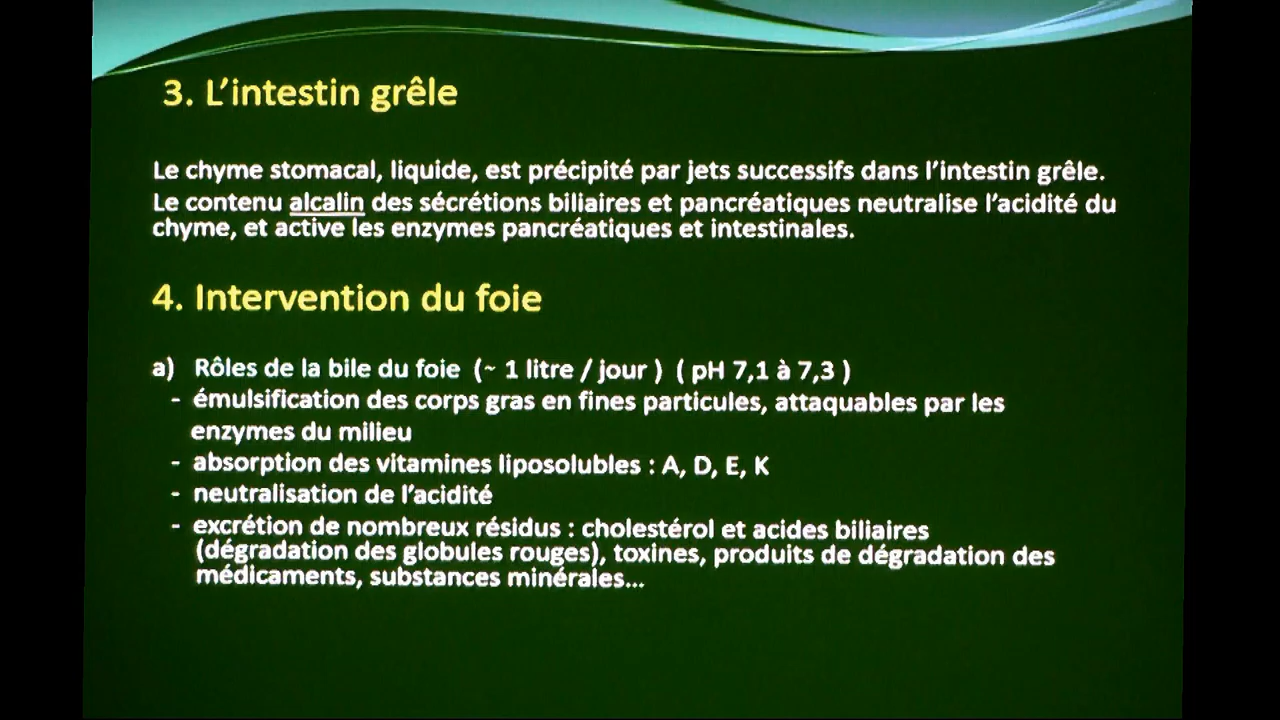 3. L'intestin grêle
Le chyme stomacal, liquide, est précipité par jets successifs dans l'intestin grêle.
Le contenu alcalin des sécrétions biliaires et pancréatiques neutralise l'acidité du
chyme, et active les enzymes pancréatiques et intestinales.
4. Intervention du foie
a) Rôles de la bile du foie (~ 1 litre / jour ) ( pH 7,1 à 7,3 )
- émulsification des corps gras en fines particules, attaquables par les
enzymes du milieu
- absorption des vitamines liposolubles : A, D, E, K
- neutralisation de l'acidité
- excrétion de nombreux résidus : cholestérol et acides biliaires
(dégradation des globules rouges), toxines, produits de dégradation des
médicaments, substances minérales...